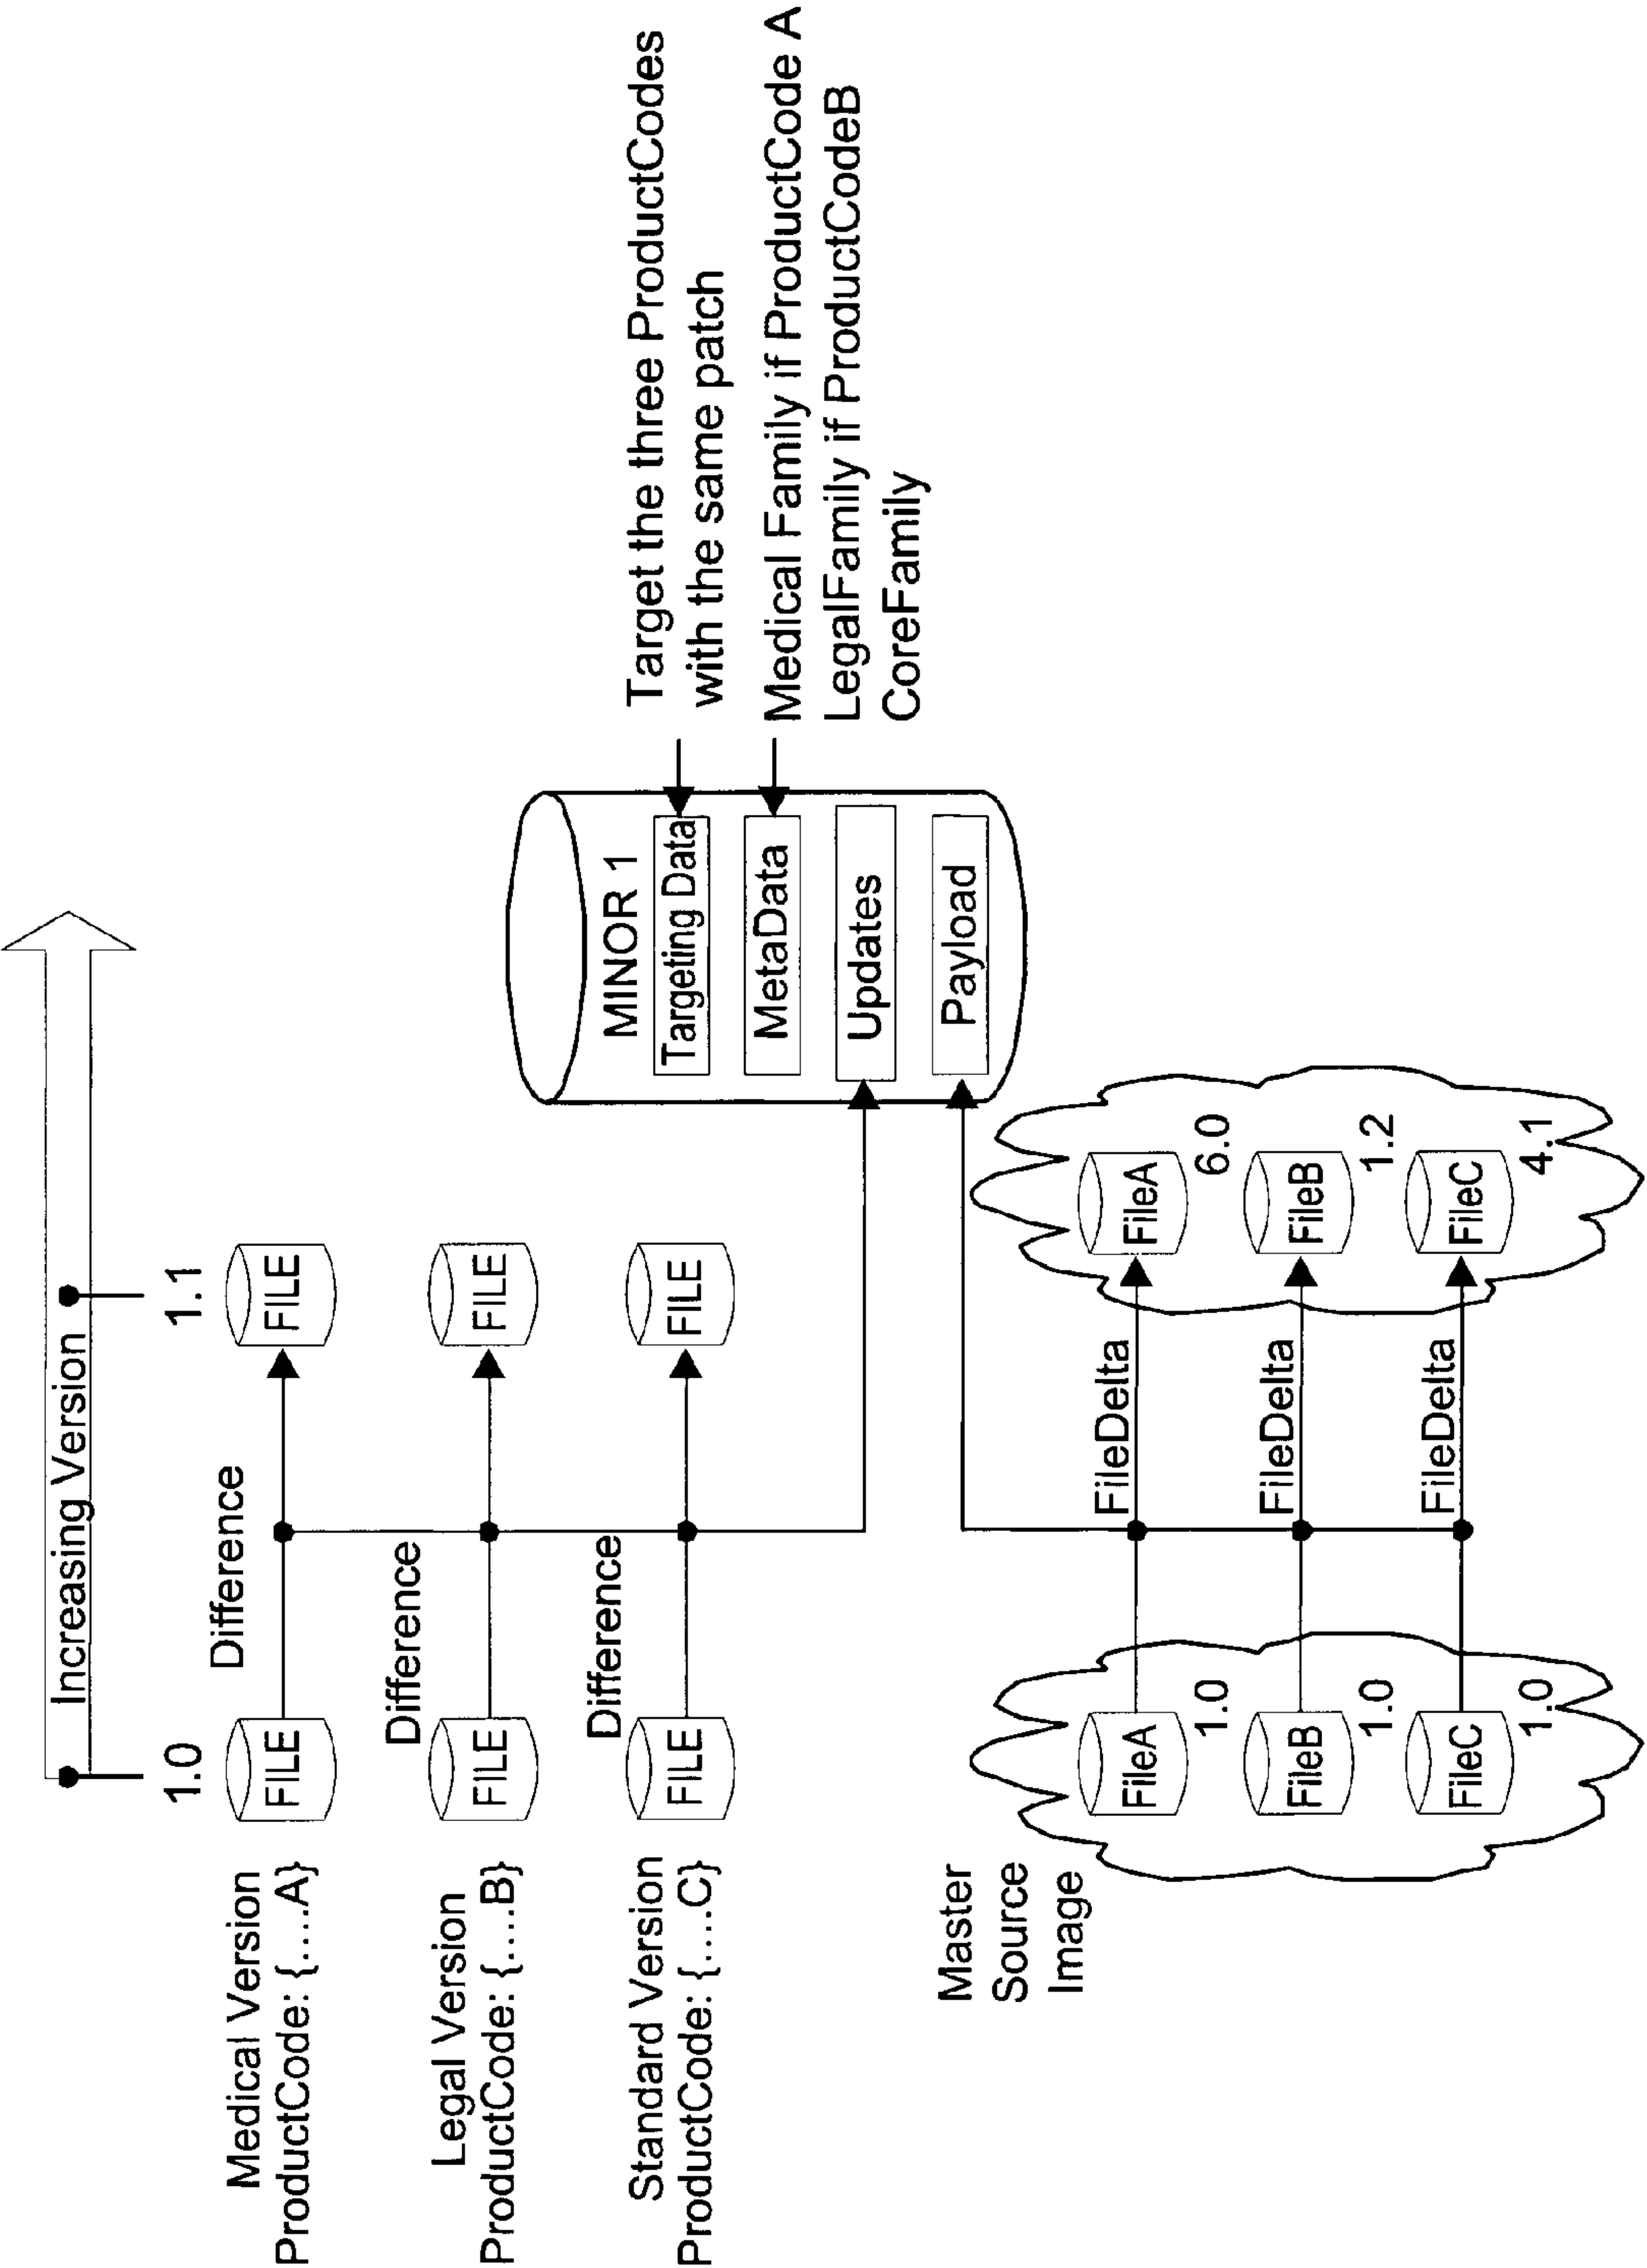 Increasing Version
1.0
1.1
Medical Version
ProductCode: {....A}
FILE
Difference
FILE
Legal Version
ProductCode: {....B}
FILE
Difference
FILE
Standard Version
ProductCode: {....C}
FILE
Difference
FILE
MINOR 1
Targeting Data
MetaData
Updates
Payload
Target the three ProductCodes
with the same patch
Medical Family if ProductCode A
LegalFamily if ProductCodeB
CoreFamily
Master
Source
Image
FileA
1.0
FileDelta
FileA
6.0
FileB
1.0
FileDelta
FileB
1.2
FileC
1.0
FileDelta
FileC
4.1